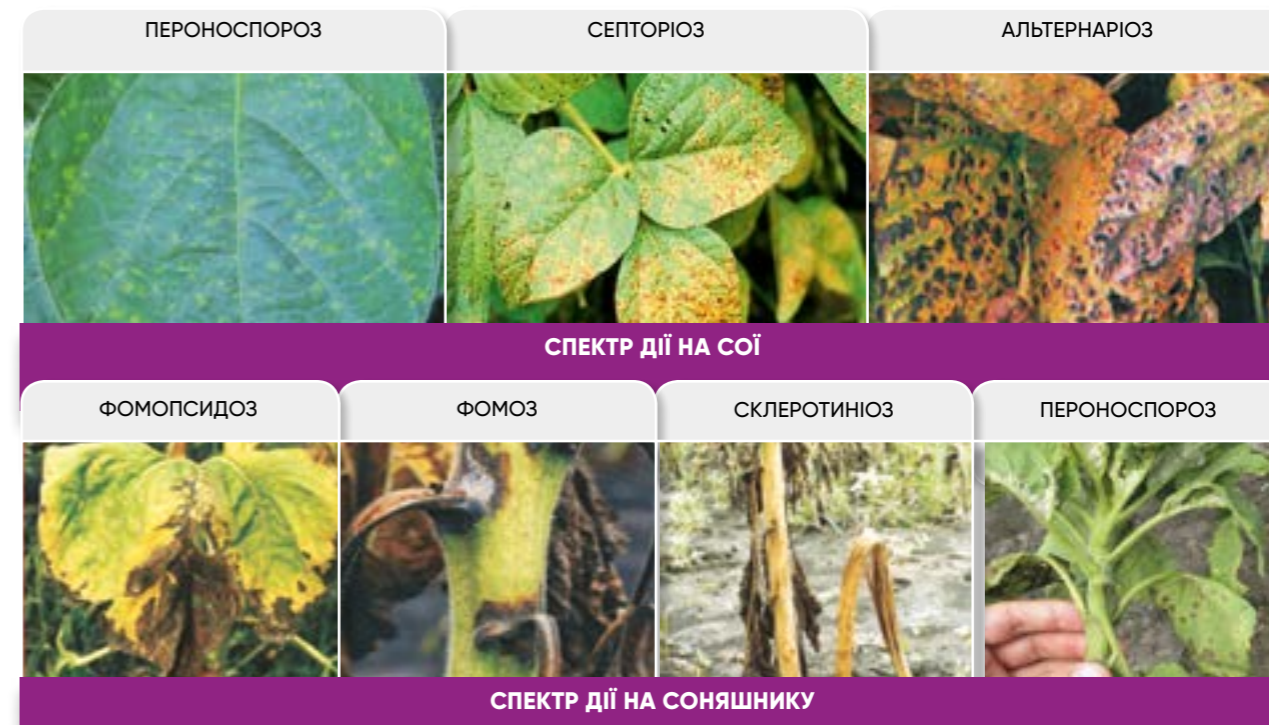 ПЕРОНОСПОРОЗ
СЕПТОРІОЗ
АЛЬТЕРНАРІОЗ
СПЕКТР ДІЇ НА СОЇ
ФОМОПСИДОЗ
ФОМОЗ
СКЛЕРОТИНІОЗ
ПЕРОНОСПОРОЗ
СПЕКТР ДІЇ НА СОНЯШНИКУ